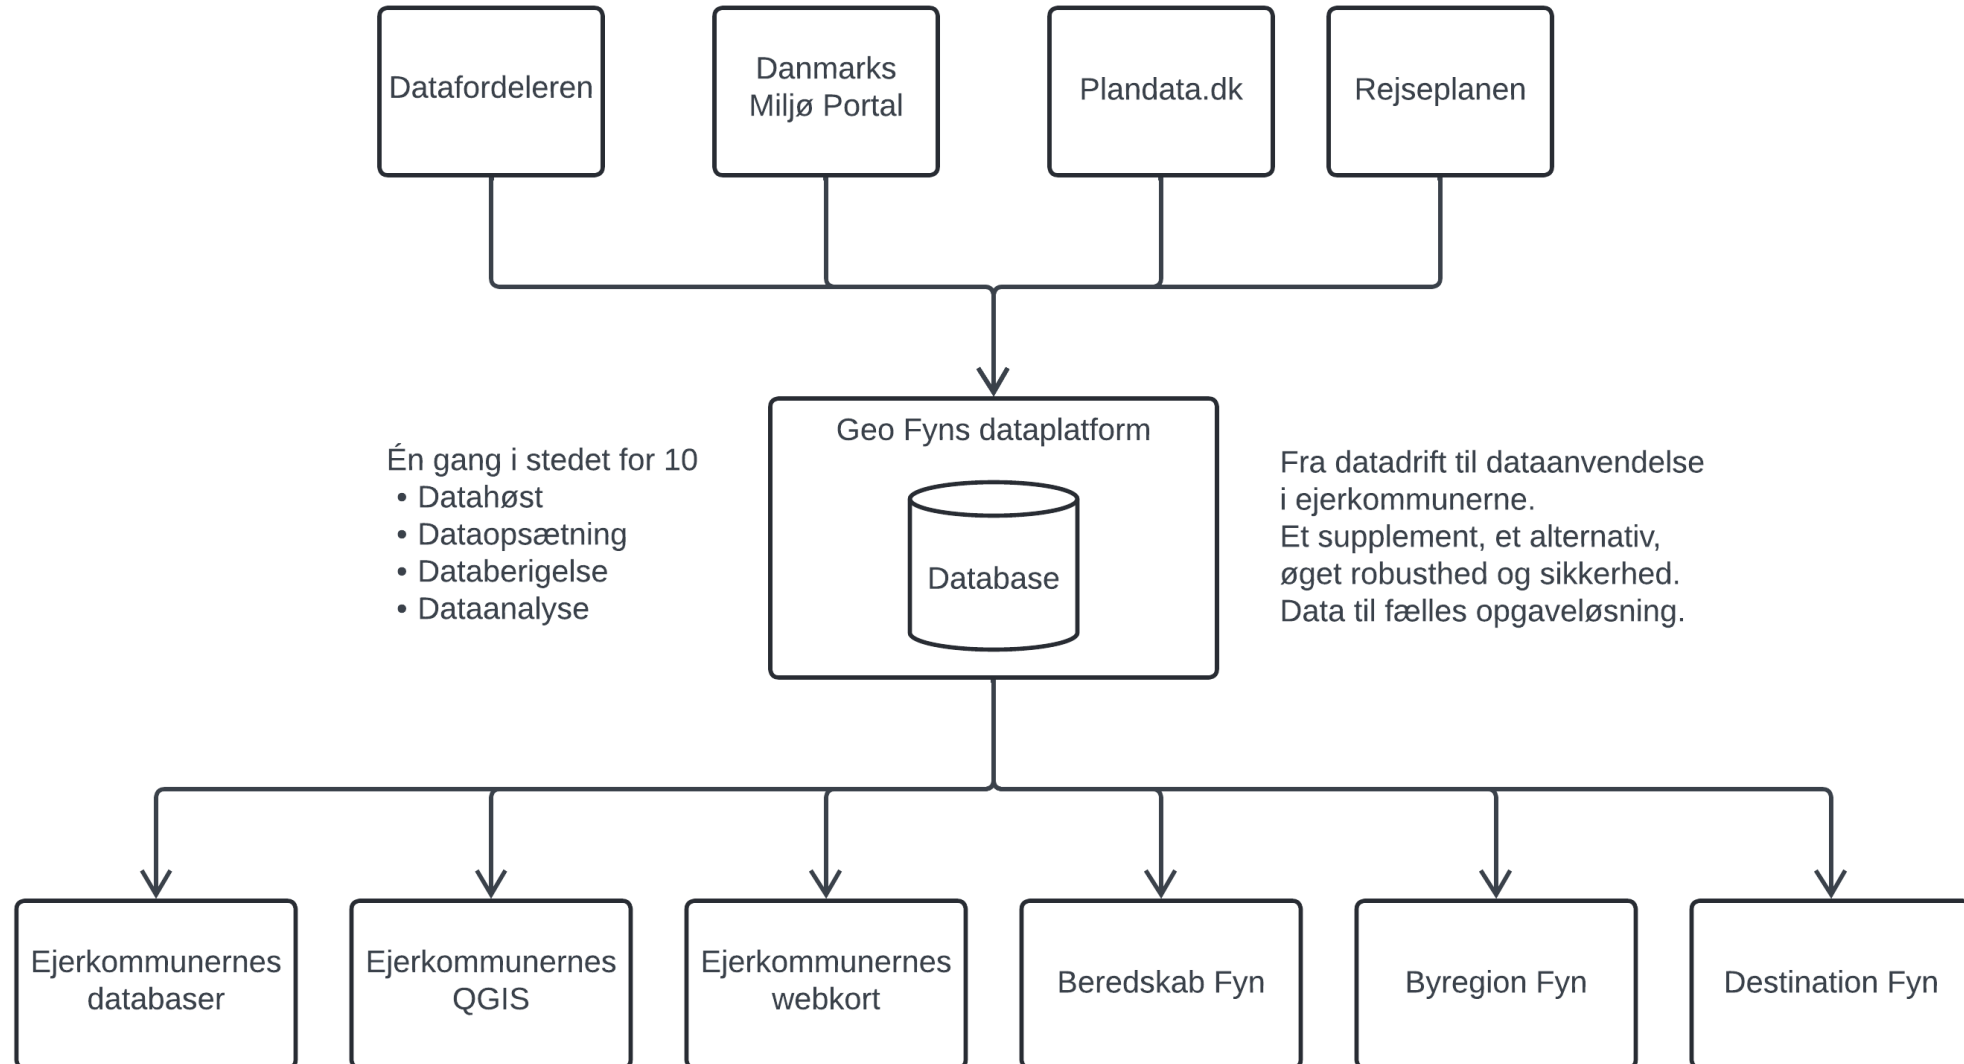 Datafordeleren
Danmarks
Miljø Portal
Plandata.dk
Rejseplanen
Geo Fyns dataplatform
Database
Én gang i stedet for 10
• Datahøst
• Dataopsætning
• Databerigelse
• Dataanalyse
Fra datadrift til dataanvendelse
i ejerkommunerne.
Et supplement, et alternativ,
øget robusthed og sikkerhed.
Data til fælles opgaveløsning.
Ejerkommunernes
databaser
Ejerkommunernes
QGIS
Ejerkommunernes
webkort
Beredskab Fyn
Byregion Fyn
Destination Fyn